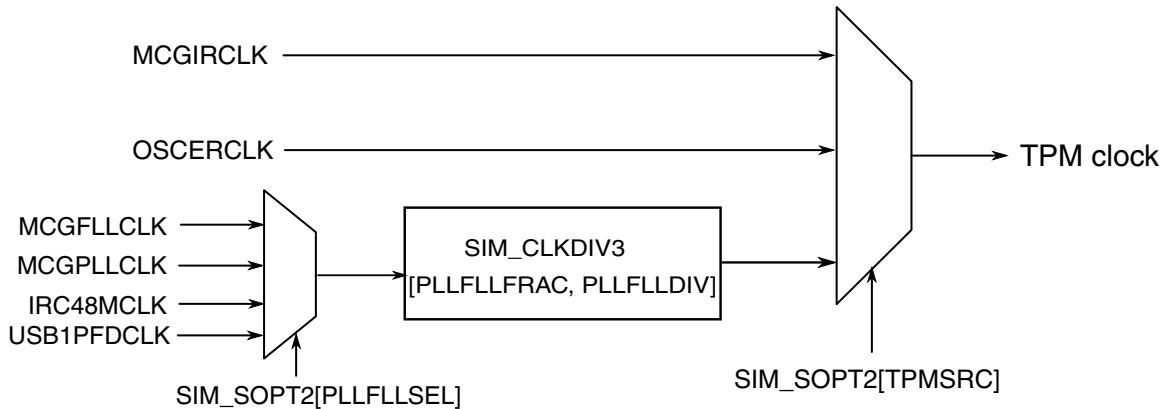 MCGIRCLK
OSCERCLK
TPM clock
MCGFLLCLK
MCGPLLCLK
IRC48MCLK
USB1PFDCLK
SIM_CLKDIV3
[PLLFLLFRAC, PLLFLLDIV]
SIM_SOPT2[PLLFLLSEL]
SIM_SOPT2[TPMSRC]